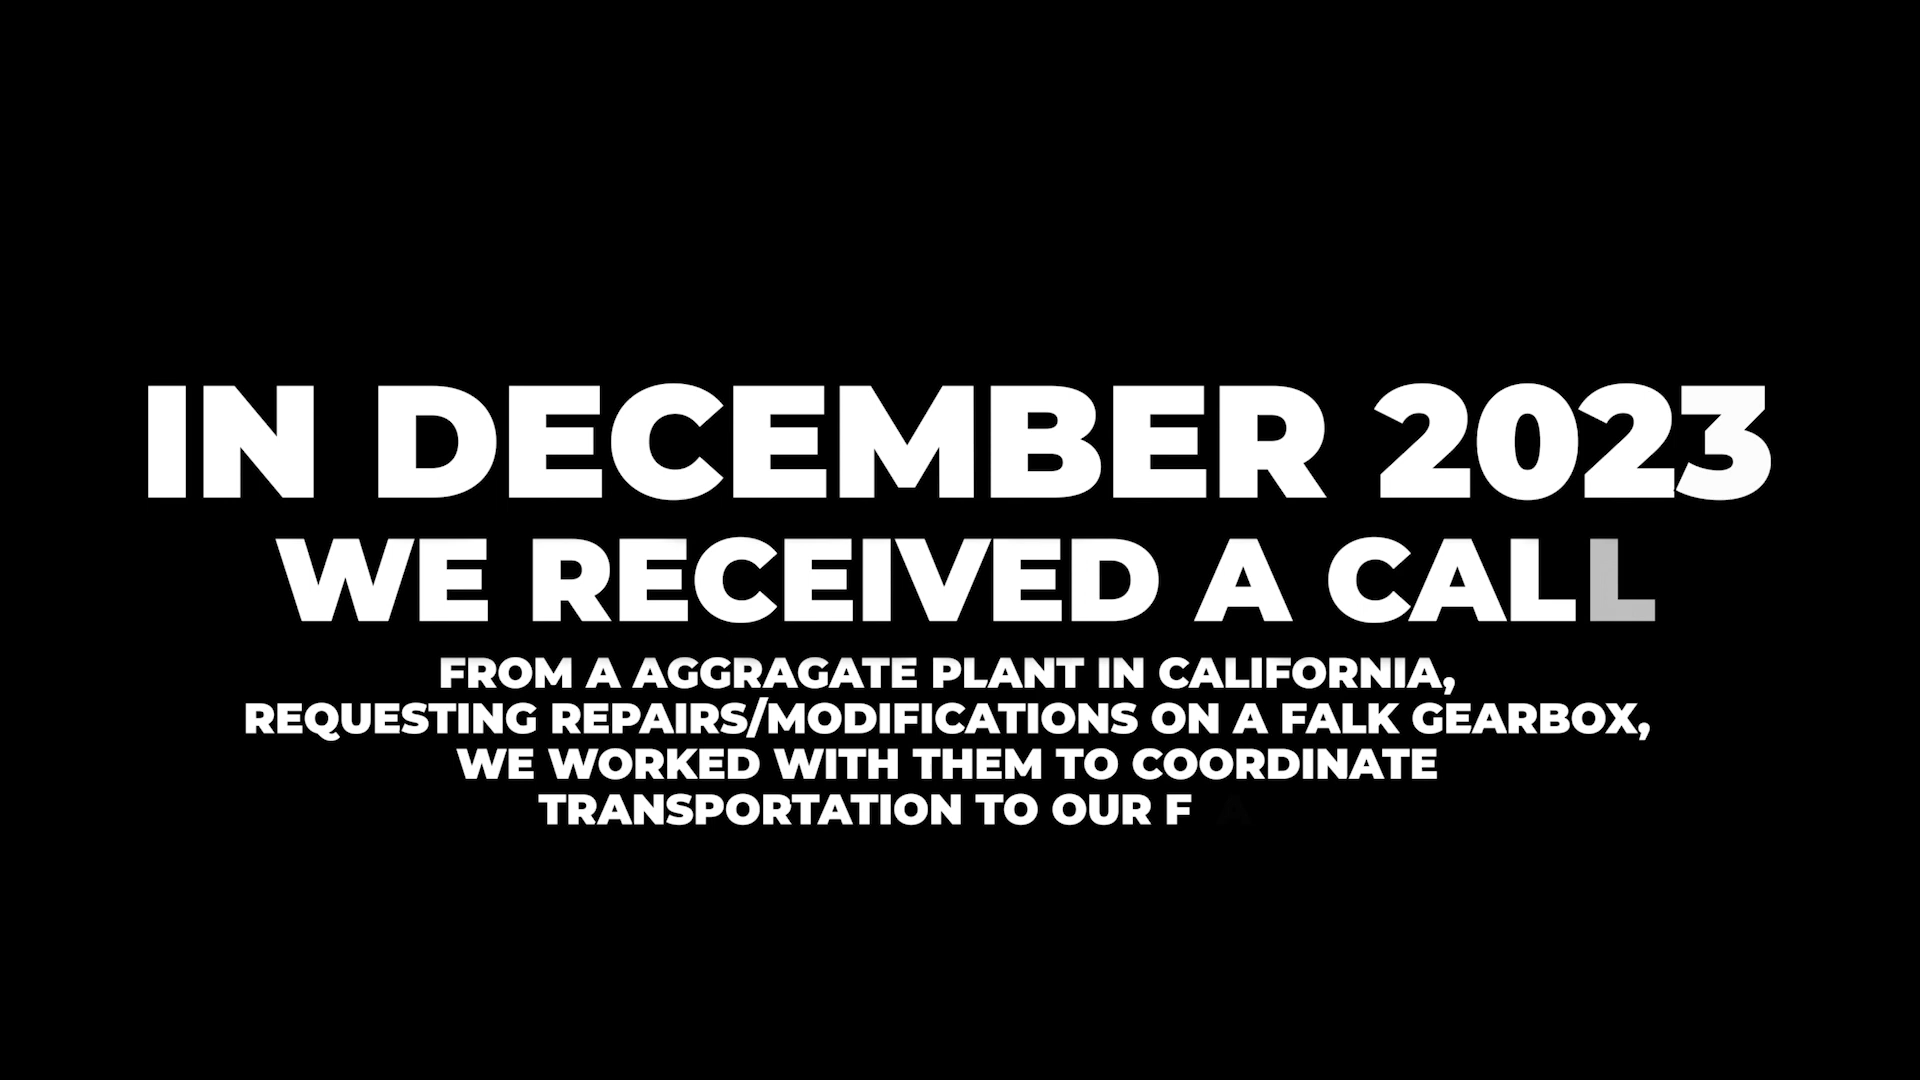 IN DECEMBER 2023
WE RECEIVED A CALL
FROM A AGGRAGATE PLANT IN CALIFORNIA,
REQUESTING REPAIRS/MODIFICATIONS ON A FALK GEARBOX,
WE WORKED WITH THEM TO COORDINATE
TRANSPORTATION TO OUR F A